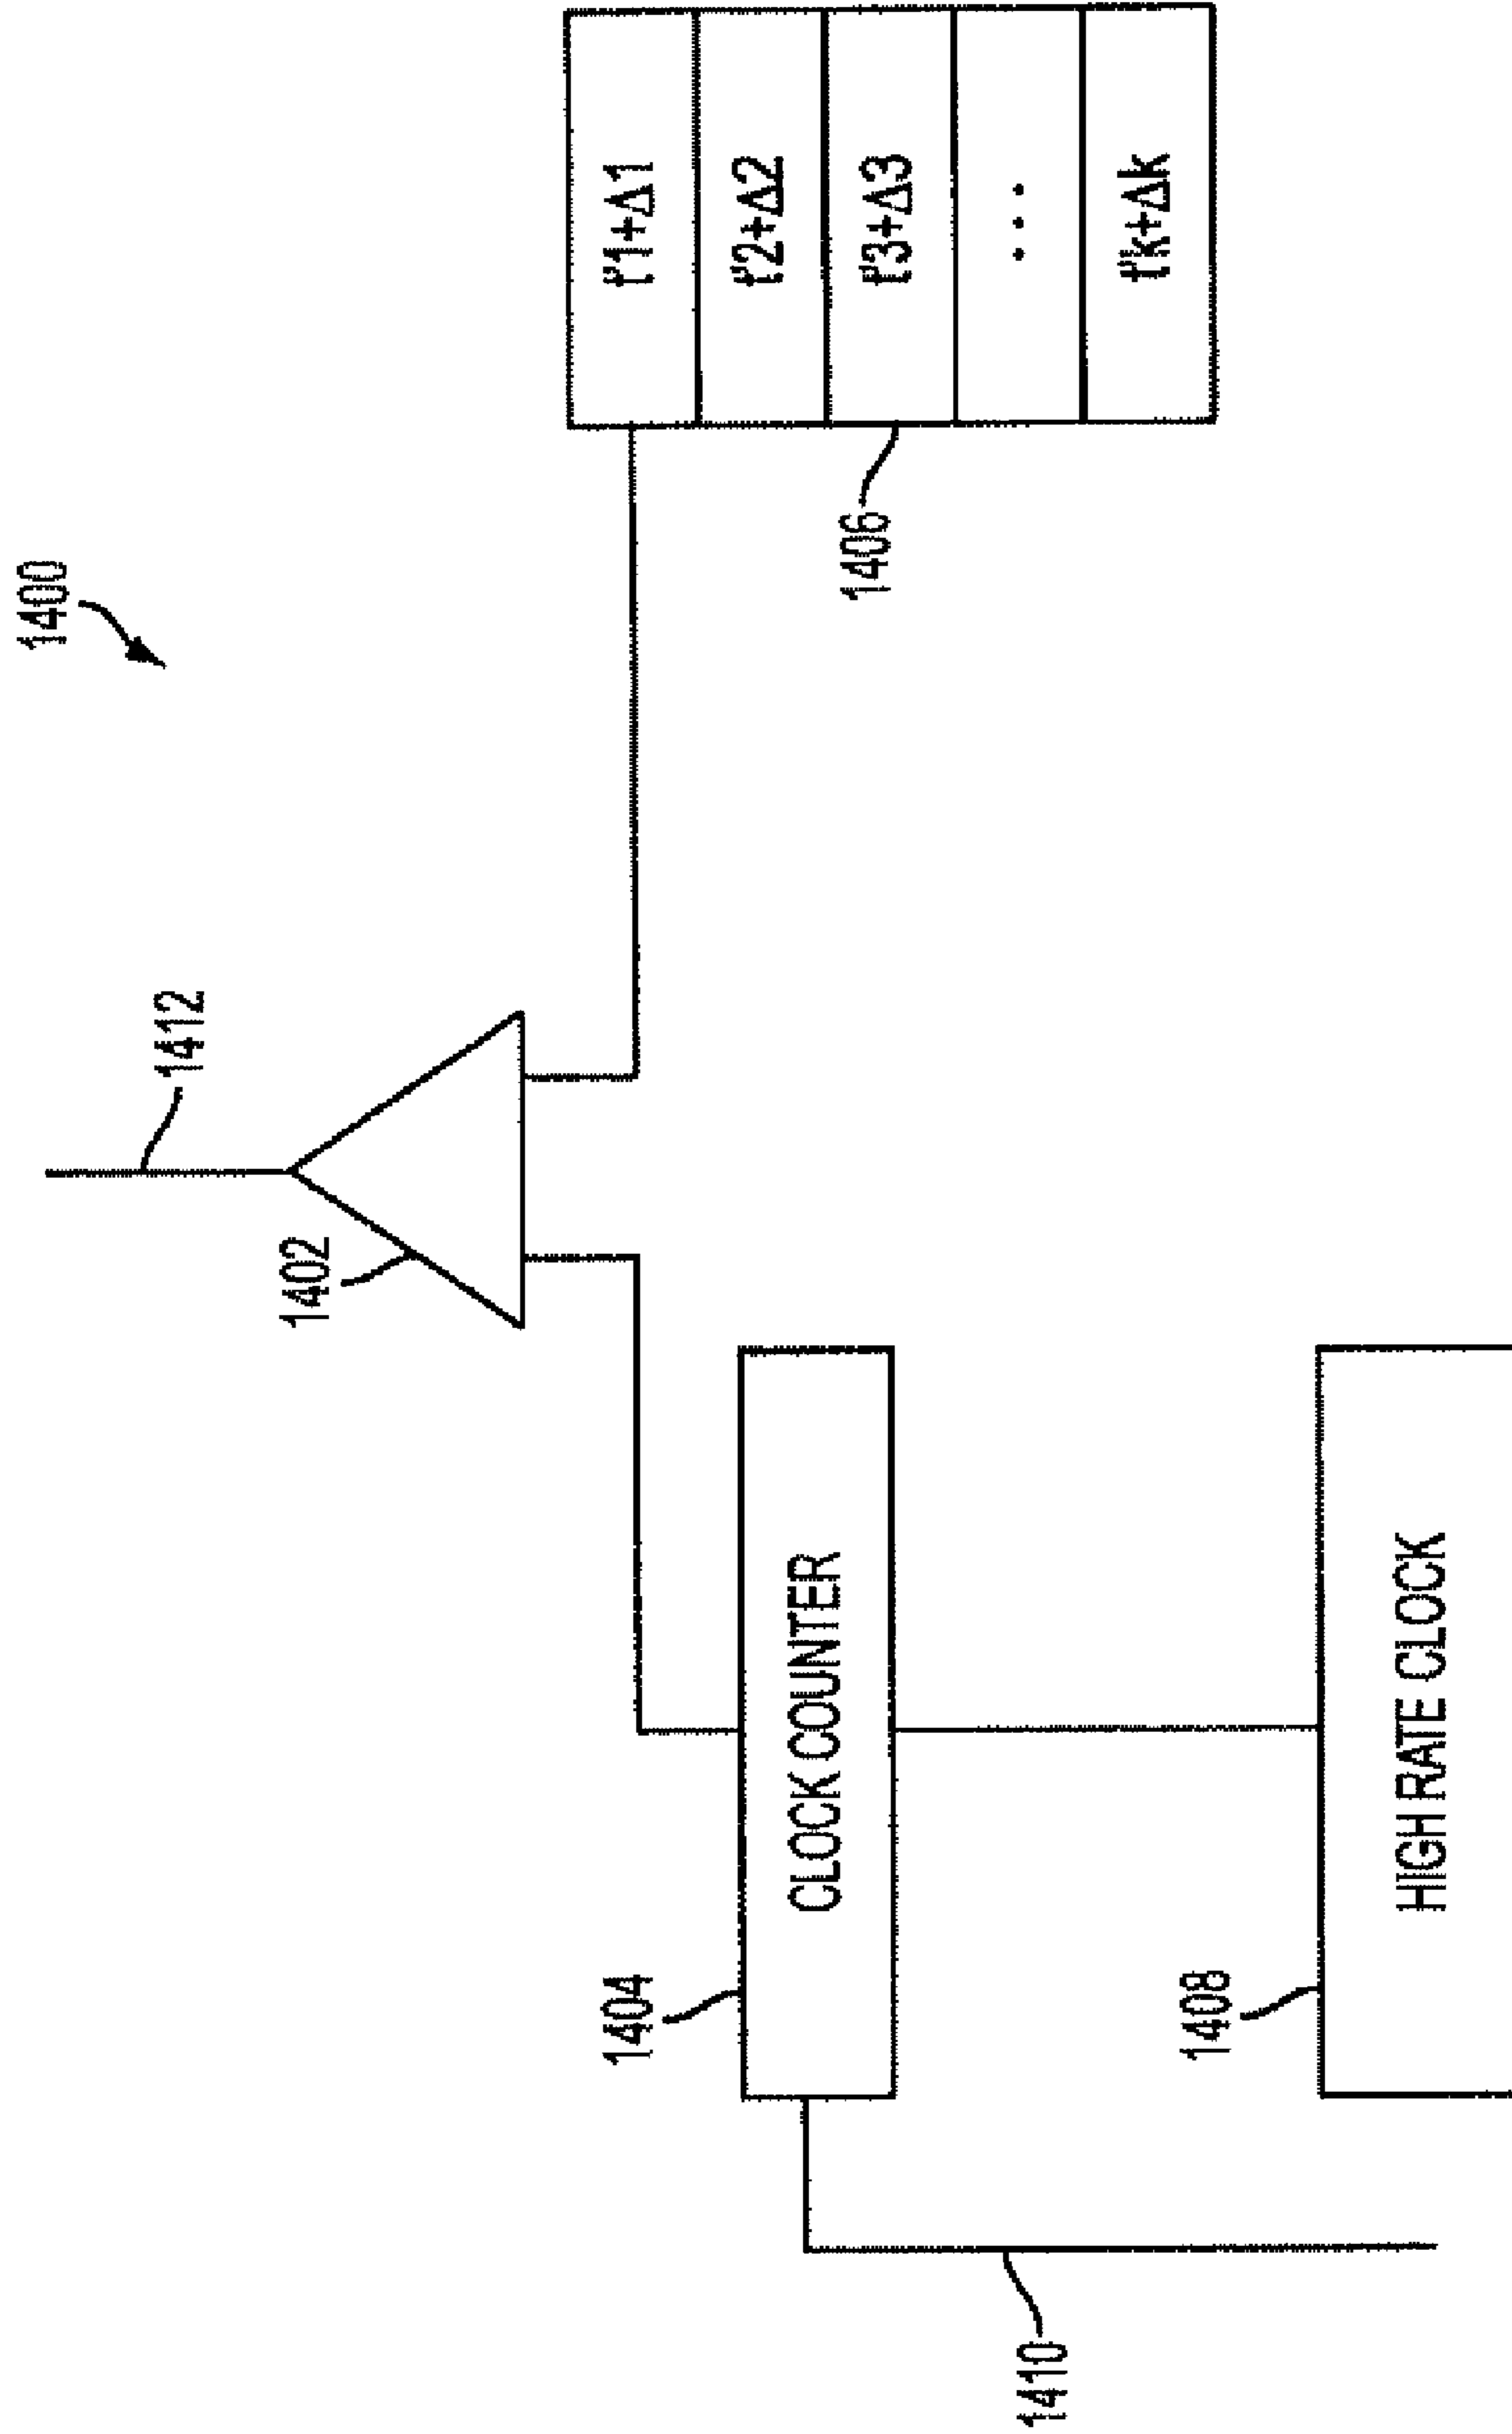 1400
1412
1402
t'1+Δ1
t'2+Δ2
t'3+Δ3
...
t'k+Δk
1406
1404
CLOCK COUNTER
1408
HIGH RATE CLOCK
1410